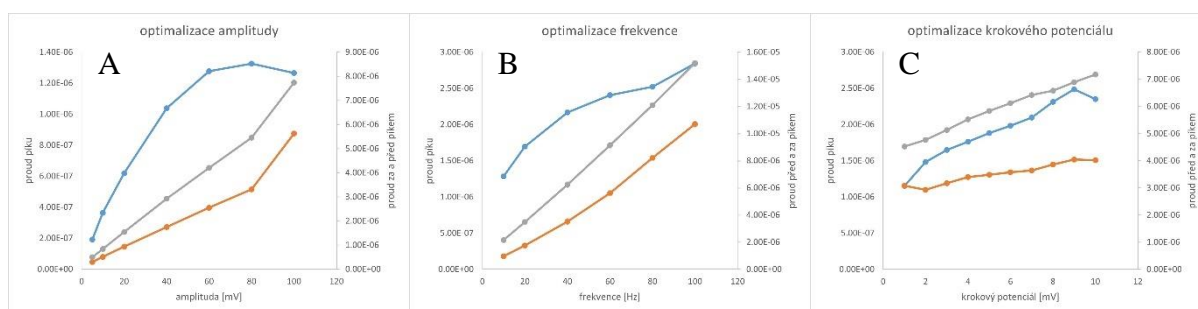 optimalizace amplitudy
A
1.40E-06
1.20E-06
1.00E-06
8.00E-07
6.00E-07
4.00E-07
2.00E-07
0.00E+00
proud píku
9.00E-06
8.00E-06
7.00E-06
6.00E-06
5.00E-06
4.00E-06
3.00E-06
2.00E-06
1.00E-06
0.00E+00
proud za a před píkem
0 20 40 60 80 100 120
amplituda [mV]
optimalizace frekvence
B
3.00E-06
2.50E-06
2.00E-06
1.50E-06
1.00E-06
5.00E-07
0.00E+00
proud píku
1.60E-05
1.40E-05
1.20E-05
1.00E-05
8.00E-06
6.00E-06
4.00E-06
2.00E-06
0.00E+00
proud před a za píkem
0 20 40 60 80 100 120
frekvence [Hz]
optimalizace krokového potenciálu
C
3.00E-06
2.50E-06
2.00E-06
1.50E-06
1.00E-06
5.00E-07
0.00E+00
proud píku
8.00E-06
7.00E-06
6.00E-06
5.00E-06
4.00E-06
3.00E-06
2.00E-06
1.00E-06
0.00E+00
proud před a za píkem
0 2 4 6 8 10 12
krokový potenciál [mV]